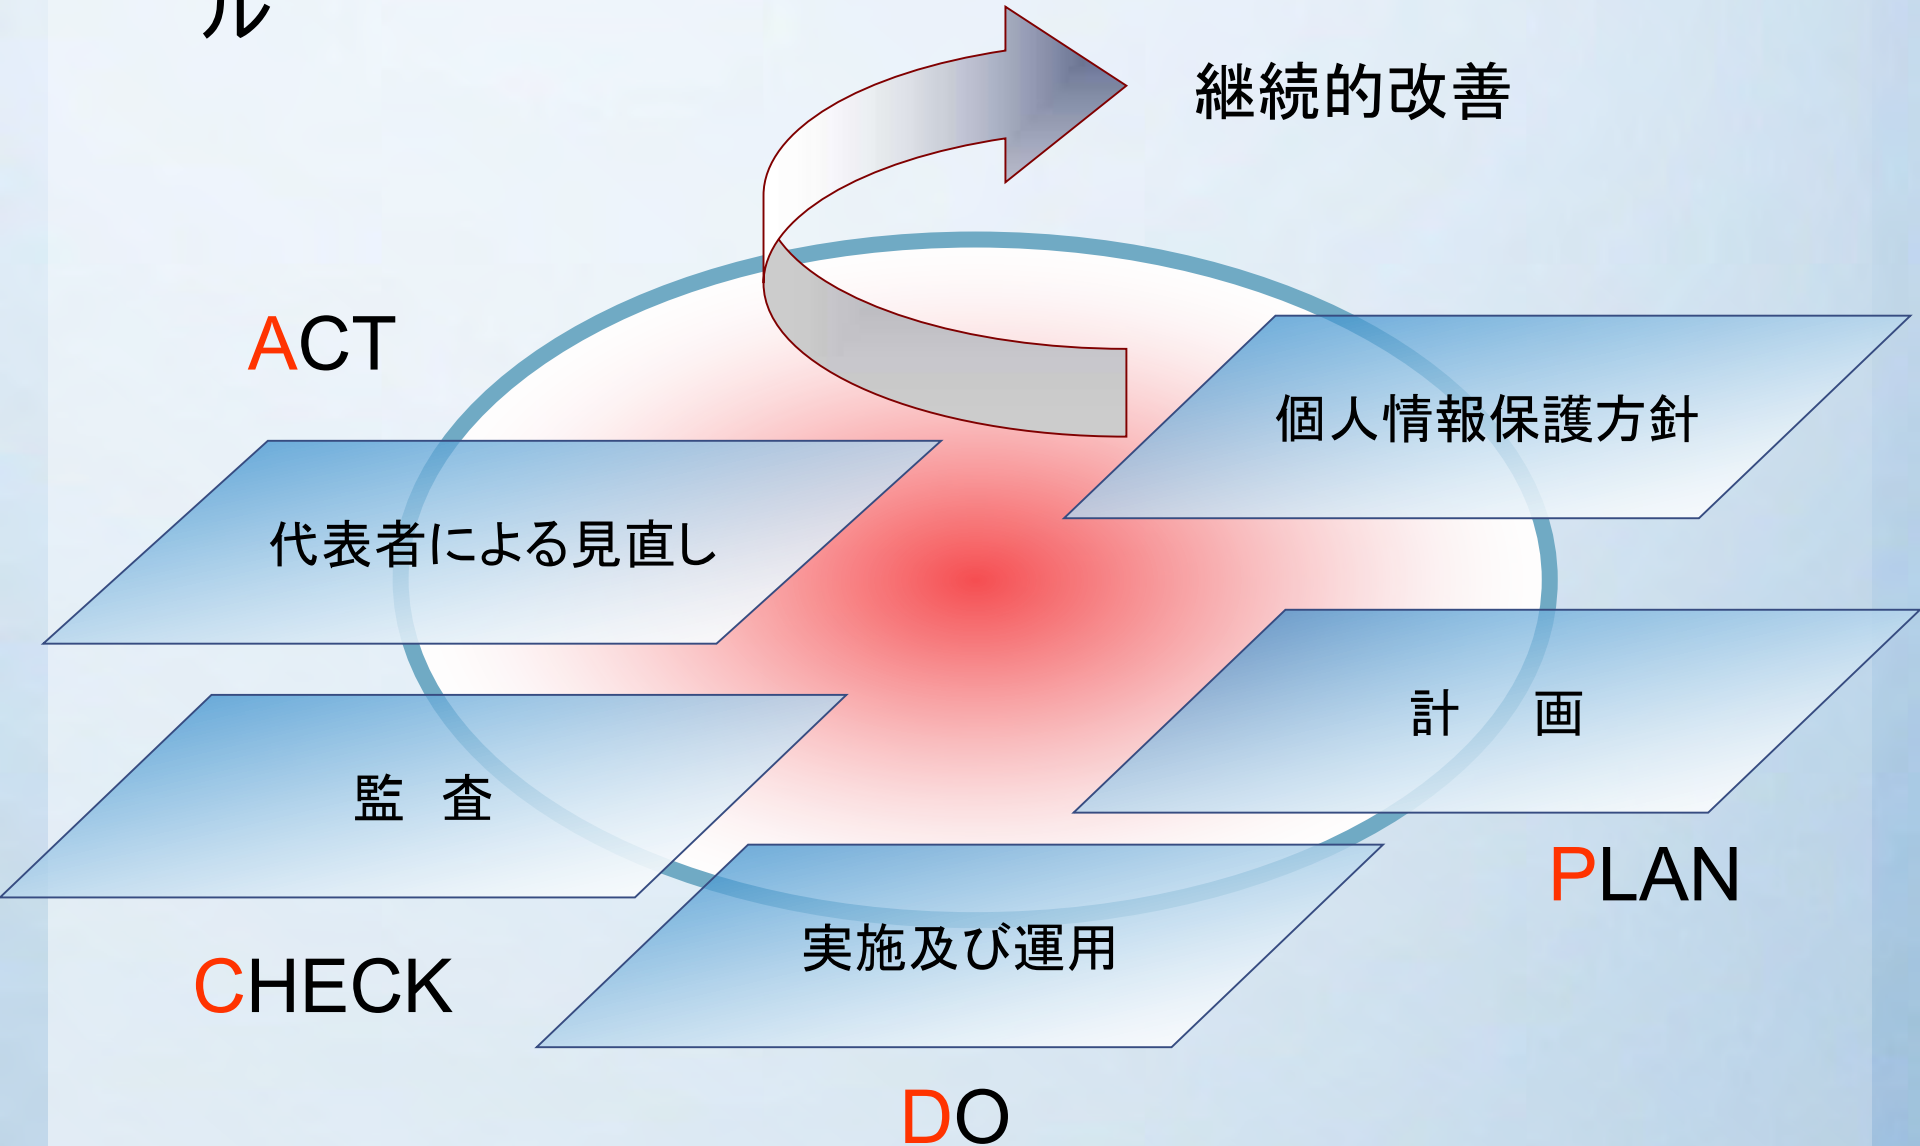 ル
継続的改善
ACT
個人情報保護方針
代表者による見直し
計　画
監　査
PLAN
実施及び運用
CHECK
DO